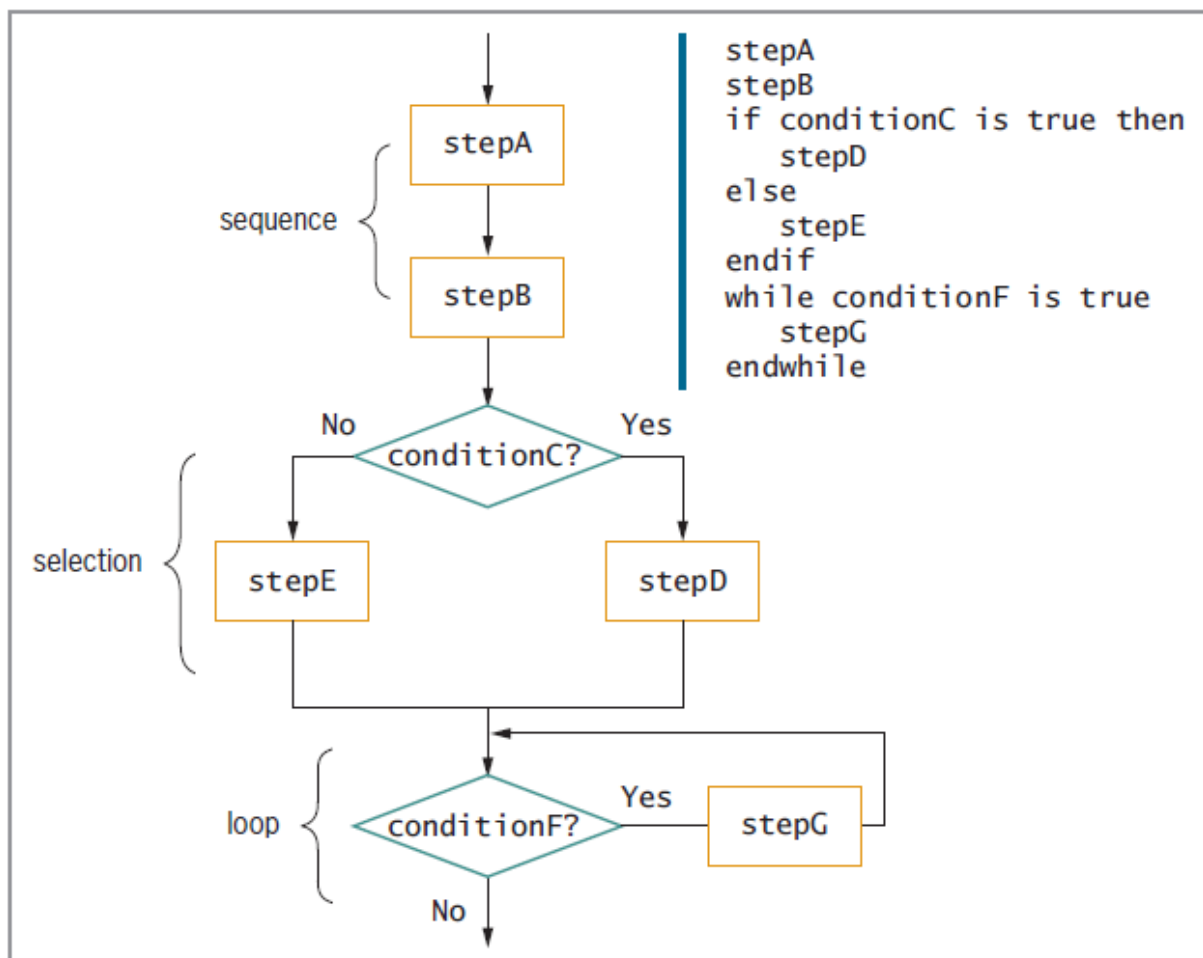 stepA
stepB
if conditionC is true then
   stepD
else
   stepE
endif
while conditionF is true
   stepG
endwhile
stepA
sequence
stepB
No
Yes
conditionC?
selection
stepE
stepD
Yes
loop
conditionF?
stepG
No